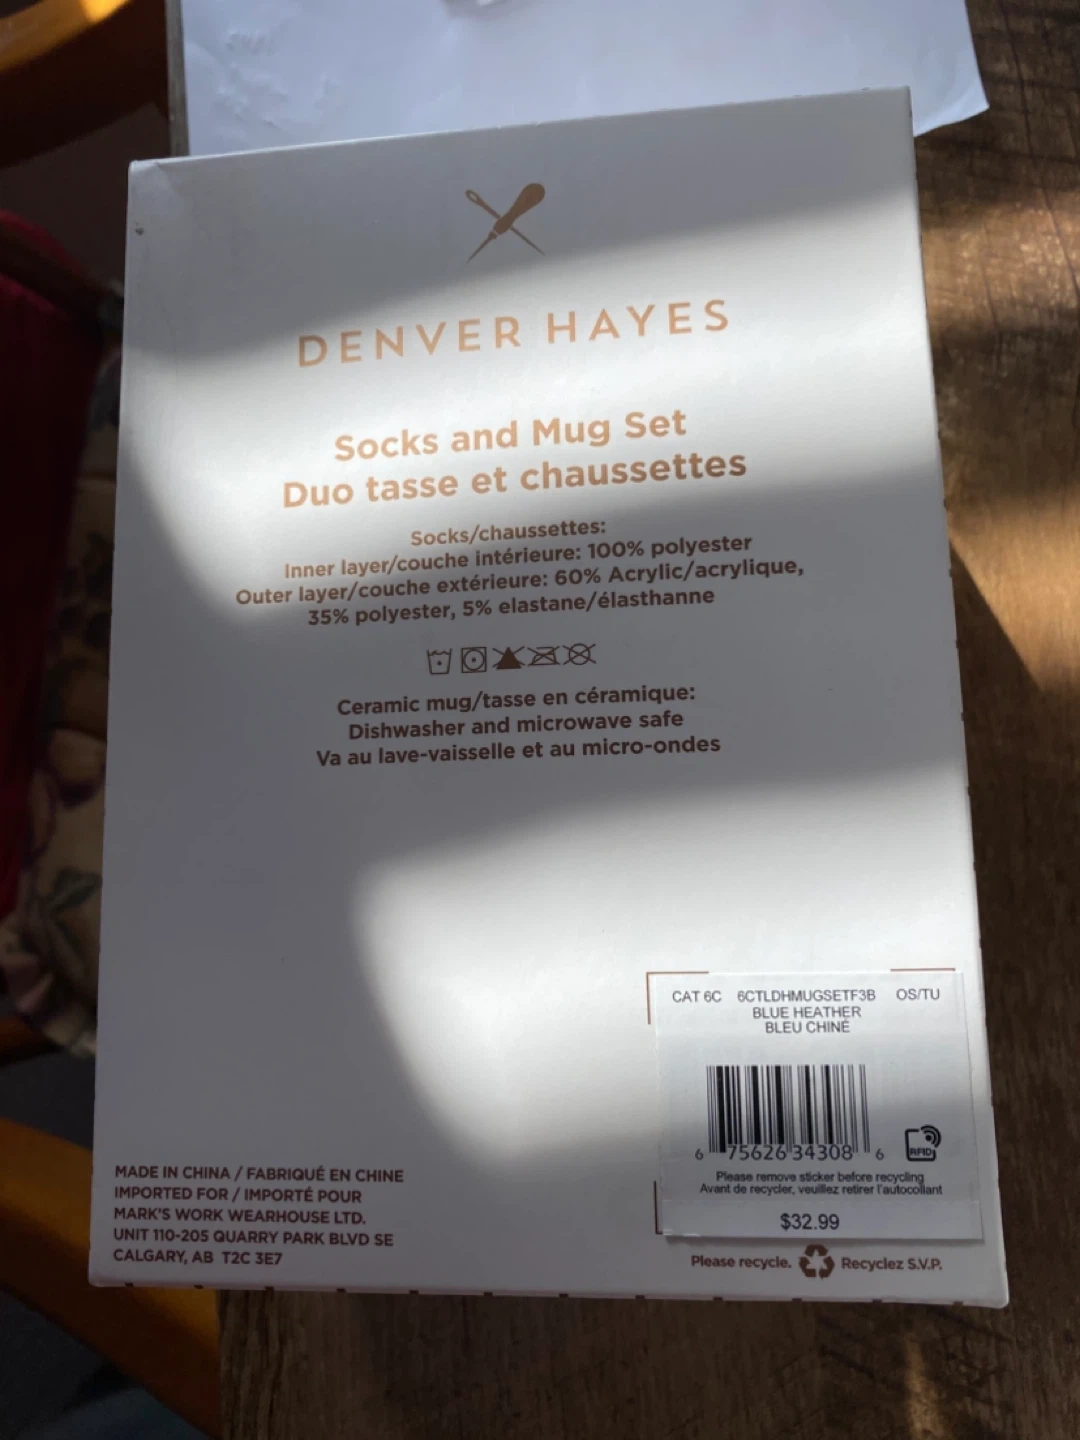 DENVER HAYES
Socks and Mug Set
Duo tasse et chaussettes
Socks/chaussettes:
Inner layer/couche intérieure: 100% polyester
Outer layer/couche extérieure: 60% Acrylic/acrylique,
35% polyester, 5% elastane/élasthanne
Ceramic mug/tasse en céramique:
Dishwasher and microwave safe
Va au lave-vaisselle et au micro-ondes
CAT 6C 6CTLDHMUGSETF3B OS/TU
BLUE HEATHER
BLEU CHINÉ
6 75626 34308 6
RFID
Please remove sticker before recycling
Avant de recycler, veuillez retirer l'autocollant
$32.99
MADE IN CHINA / FABRIQUÉ EN CHINE
IMPORTED FOR / IMPORTÉ POUR
MARK'S WORK WEARHOUSE LTD.
UNIT 110-205 QUARRY PARK BLVD SE
CALGARY, AB T2C 3E7
Please recycle. Recyclez S.V.P.